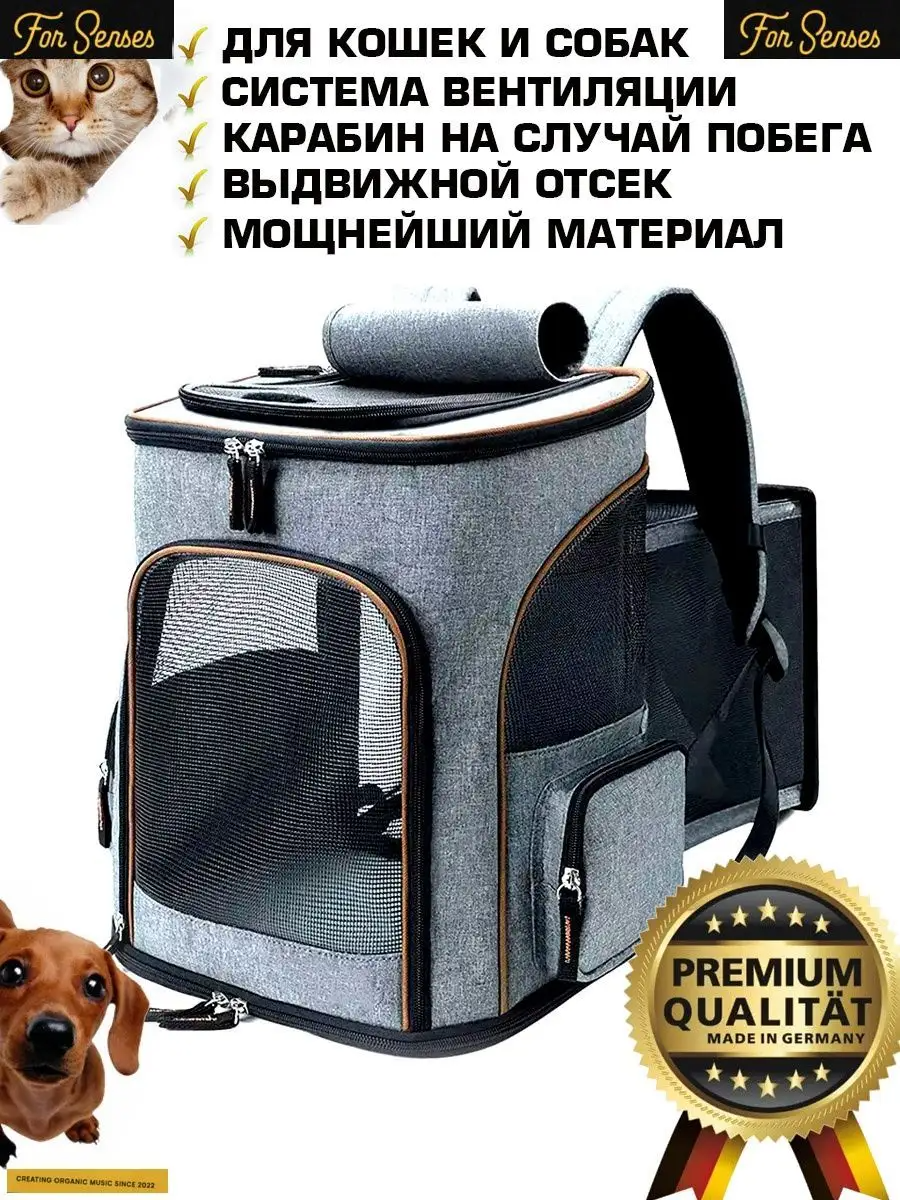 For Senses
For Senses
ДЛЯ КОШЕК И СОБАК
СИСТЕМА ВЕНТИЛЯЦИИ
КАРАБИН НА СЛУЧАЙ ПОБЕГА
ВЫДВИЖНОЙ ОТСЕК
МОЩНЕЙШИЙ МАТЕРИАЛ
PREMIUM
QUALITÄT
MADE IN GERMANY
CREATING ORGANIC MUSIC SINCE 2022